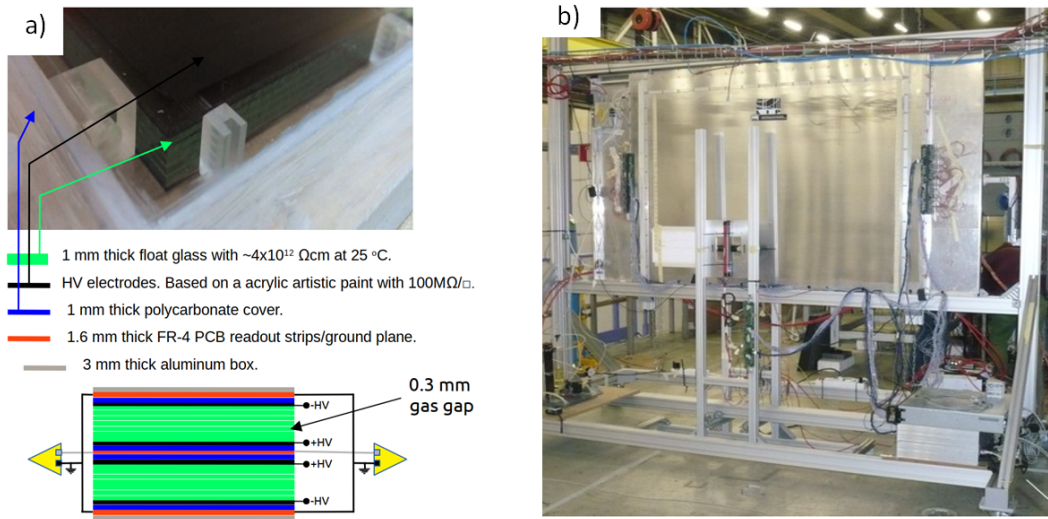 a)
b)
1 mm thick float glass with ~4x10¹² Ωcm at 25 ºC.
HV electrodes. Based on a acrylic artistic paint with 100MΩ/□.
1 mm thick polycarbonate cover.
1.6 mm thick FR-4 PCB readout strips/ground plane.
3 mm thick aluminum box.
0.3 mm
gas gap
-HV
+HV
+HV
-HV